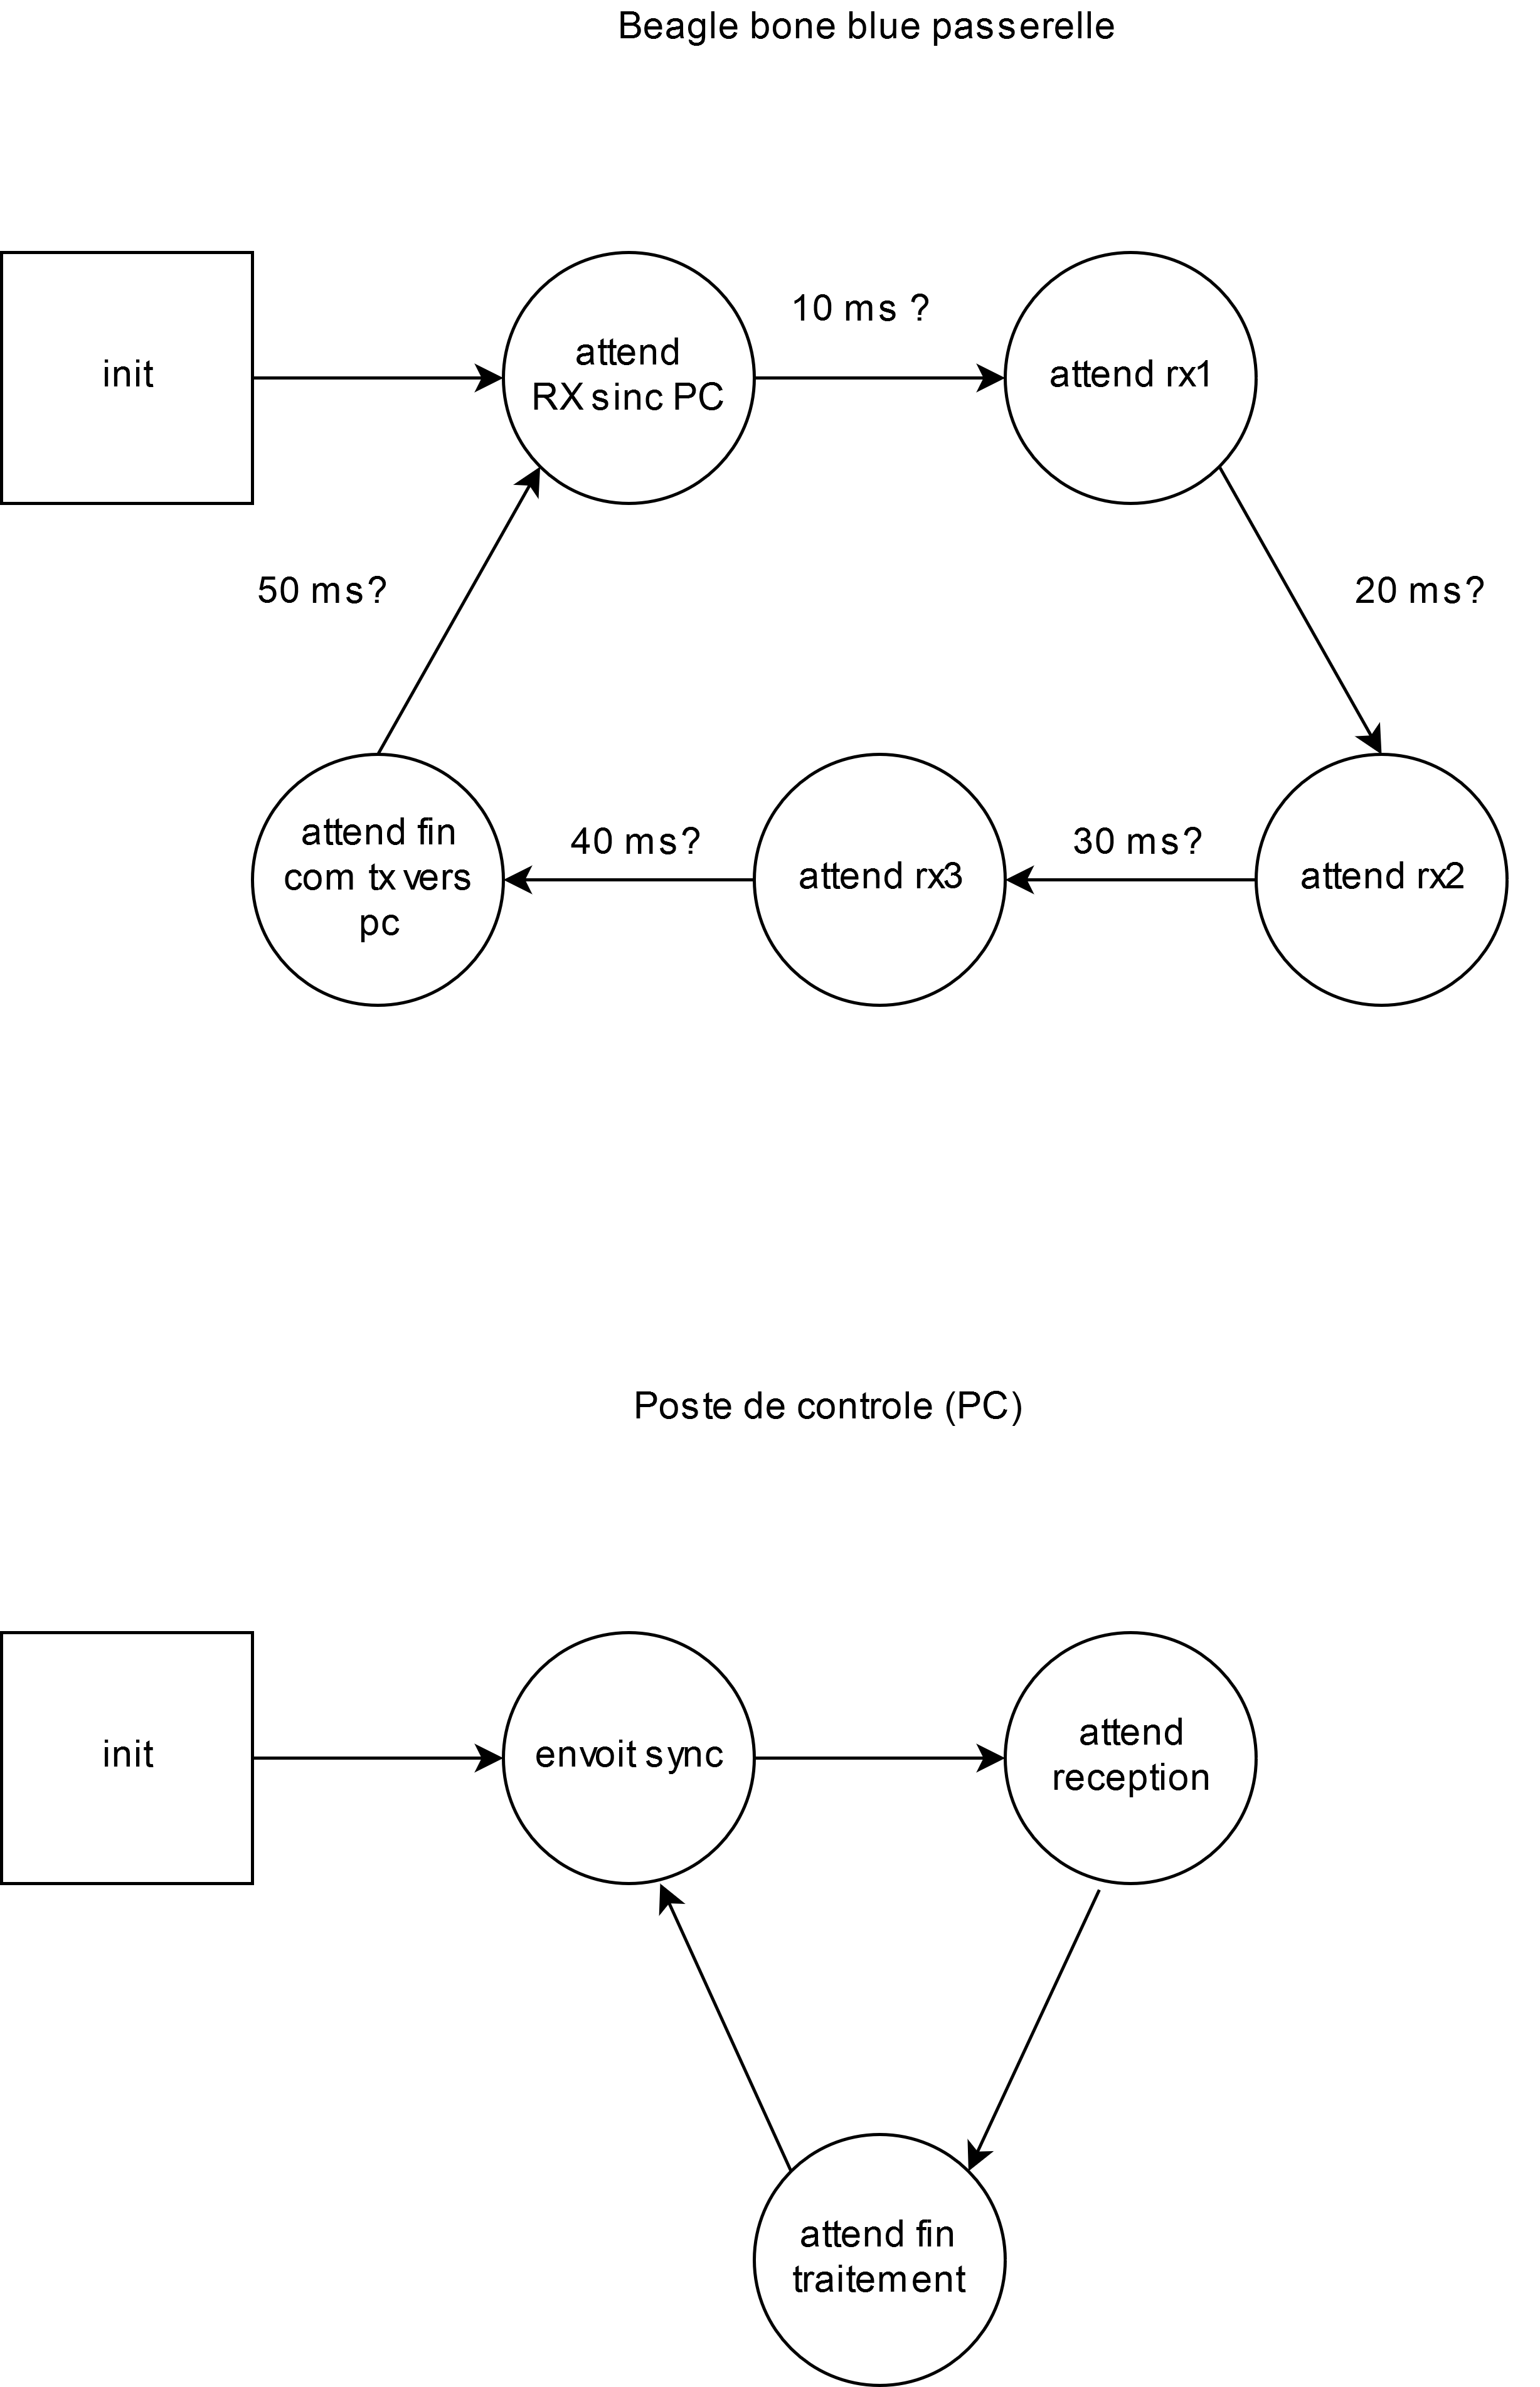 Beagle bone blue passerelle
init
attend
RX sinc PC
10 ms ?
attend rx1
50 ms?
20 ms?
attend fin
com tx vers
pc
40 ms?
attend rx3
30 ms?
attend rx2
Poste de controle (PC)
init
envoit sync
attend
reception
attend fin
traitement